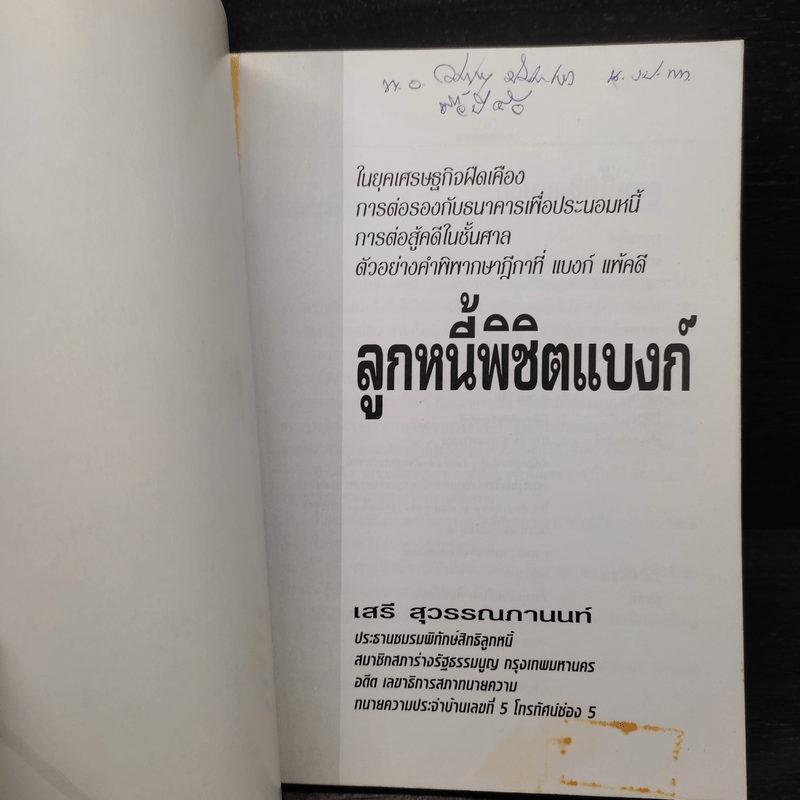 พ.อ.
ในยุคเศรษฐกิจฝืดเคือง
การต่อรองกับธนาคารเพื่อประนอมหนี้
การต่อสู้คดีในชั้นศาล
ตัวอย่างคำพิพากษาฎีกาที่ แบงก์ แพ้คดี
ลูกหนี้พิชิตแบงก์
เสรี สุวรรณภานนท์
ประธานชมรมพิทักษ์สิทธิลูกหนี้
สมาชิกสภาร่างรัฐธรรมนูญ กรุงเทพมหานคร
อดีต เลขาธิการสภาทนายความ
ทนายความประจำบ้านเลขที่ 5 โทรทัศน์ช่อง 5